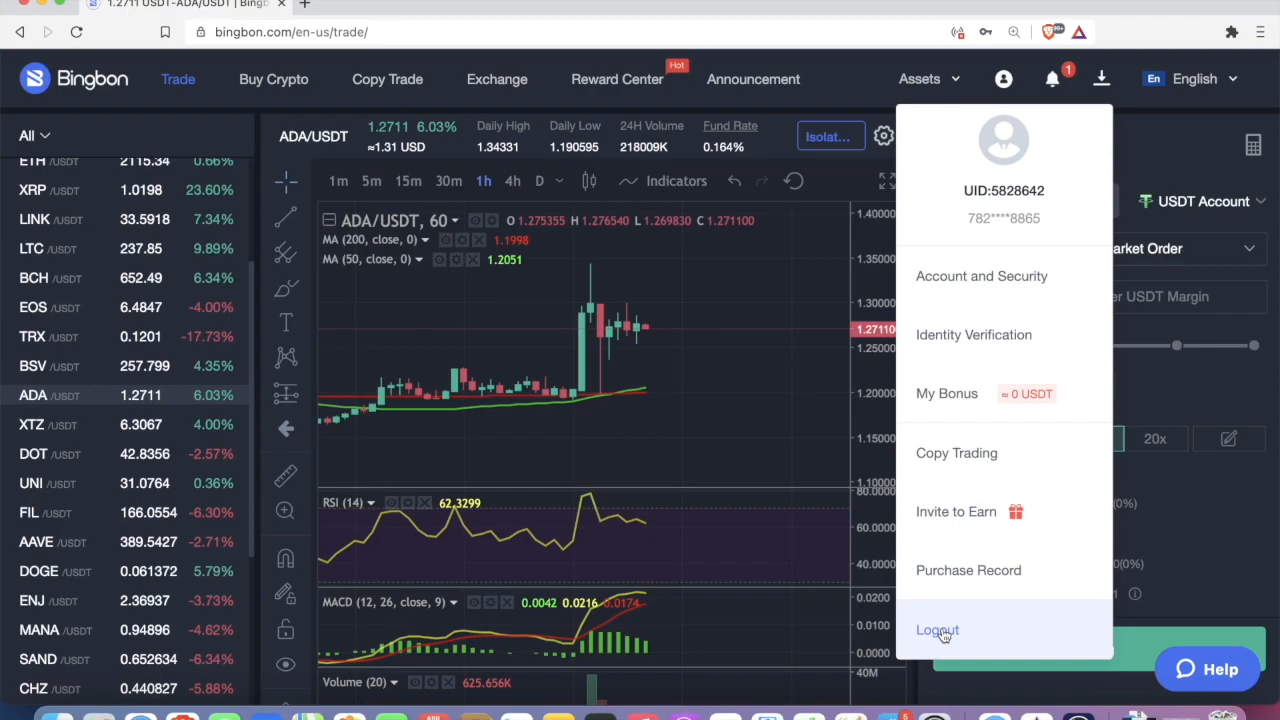 1.2711 USDT-ADA/USDT | Bingb
bingbon.com/en-us/trade/
99+
Bingbon
Trade
Buy Crypto
Copy Trade
Exchange
Reward Center
Hot
Announcement
Assets
1
En English
All
ADA/USDT
1.2711 6.03%
≈1.31 USD
Daily High
1.34331
Daily Low
1.190595
24H Volume
218009K
Fund Rate
0.164%
Isolat...
ETH /USDT 2115.34 0.66%
XRP /USDT 1.0198 23.60%
LINK /USDT 33.5918 7.34%
LTC /USDT 237.85 9.89%
BCH /USDT 652.49 6.34%
EOS /USDT 6.4847 -4.00%
TRX /USDT 0.1201 -17.73%
BSV /USDT 257.799 4.35%
ADA /USDT 1.2711 6.03%
XTZ /USDT 6.3067 4.00%
DOT /USDT 42.8356 -2.57%
UNI /USDT 31.0764 0.36%
FIL /USDT 166.0554 -6.30%
AAVE /USDT 389.5427 -2.71%
DOGE /USDT 0.061372 5.79%
ENJ /USDT 2.36937 -3.73%
MANA /USDT 0.94896 -4.62%
SAND /USDT 0.652634 -6.34%
CHZ /USDT 0.440827 -5.88%
1m 5m 15m 30m 1h 4h D
Indicators
ADA/USDT, 60
O 1.275355 H 1.276540 L 1.269830 C 1.271100
MA (200, close, 0) 1.1998
MA (50, close, 0) 1.2051
1.40000
1.35000
1.30000
1.27110
1.25000
1.20000
1.15000
1.10000
RSI (14) 62.3299
80.0000
60.0000
40.0000
MACD (12, 26, close, 9) 0.0042 0.0216 0.0174
0.0200
0.0100
0.0000
Volume (20) 625.656K
40M
UID:5828642
782****8865
Account and Security
Identity Verification
My Bonus ≈ 0 USDT
Copy Trading
Invite to Earn
Purchase Record
Logout
USDT Account
arket Order
er USDT Margin
20x
(0%)
0(0%)
Help
5